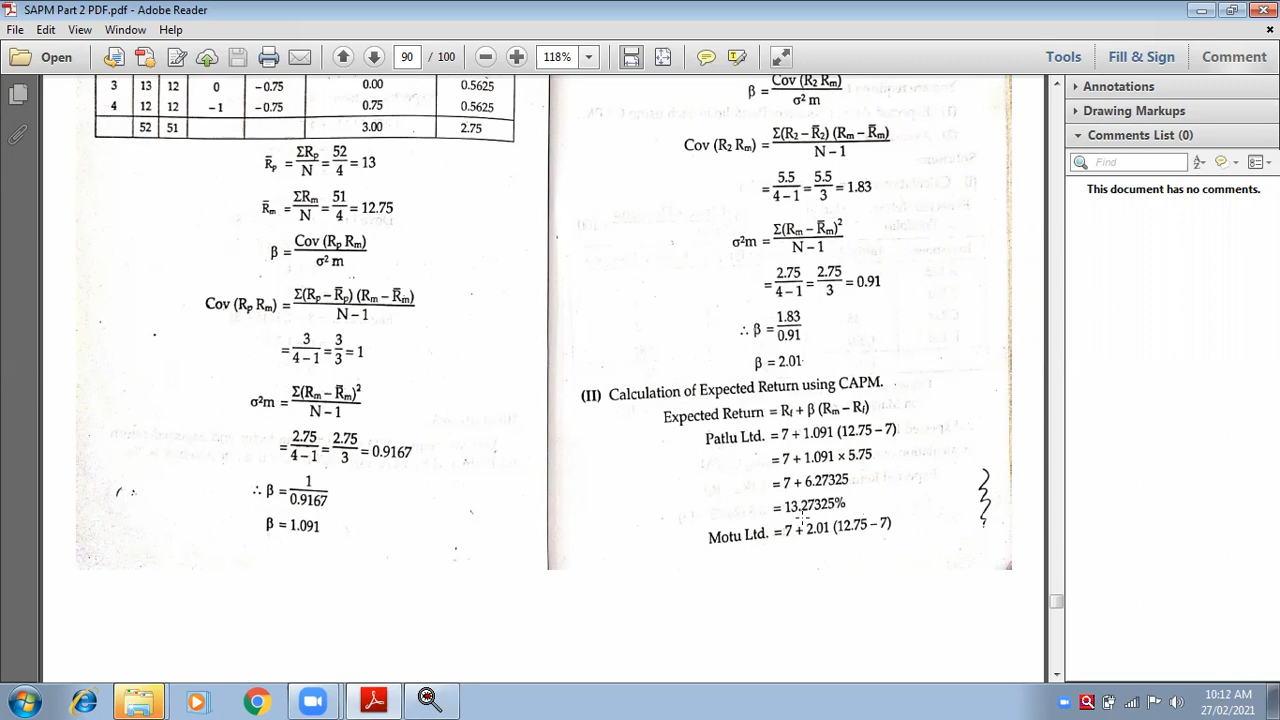 SAPM Part 2 PDF.pdf - Adobe Reader
File Edit View Window Help
Open 90 / 100 118% Tools Fill & Sign Comment
3 13 12 0 −0.75 0.00 0.5625
4 12 12 −1 −0.75 0.75 0.5625
52 51 3.00 2.75
R̄p = ΣRp/N = 52/4 = 13
R̄m = ΣRm/N = 51/4 = 12.75
β = Cov (Rp Rm)/σ² m
Cov (Rp Rm) = Σ(Rp − R̄p) (Rm − R̄m)/N − 1
= 3/4 − 1 = 3/3 = 1
σ²m = Σ(Rm − R̄m)²/N − 1
= 2.75/4 − 1 = 2.75/3 = 0.9167
∴ β = 1/0.9167
β = 1.091
β = Cov (R2 Rm)/σ² m
Cov (R2 Rm) = Σ(R2 − R̄2) (Rm − R̄m)/N − 1
= 5.5/4 − 1 = 5.5/3 = 1.83
σ²m = Σ(Rm − R̄m)²/N − 1
= 2.75/4 − 1 = 2.75/3 = 0.91
∴ β = 1.83/0.91
β = 2.01
(II) Calculation of Expected Return using CAPM.
Expected Return = Rf + β (Rm − Rf)
Patlu Ltd. = 7 + 1.091 (12.75 − 7)
= 7 + 1.091 × 5.75
= 7 + 6.27325
= 13.27325%
Motu Ltd. = 7 + 2.01 (12.75 − 7)
Annotations
Drawing Markups
Comments List (0)
Find
This document has no comments.
10:12 AM
27/02/2021